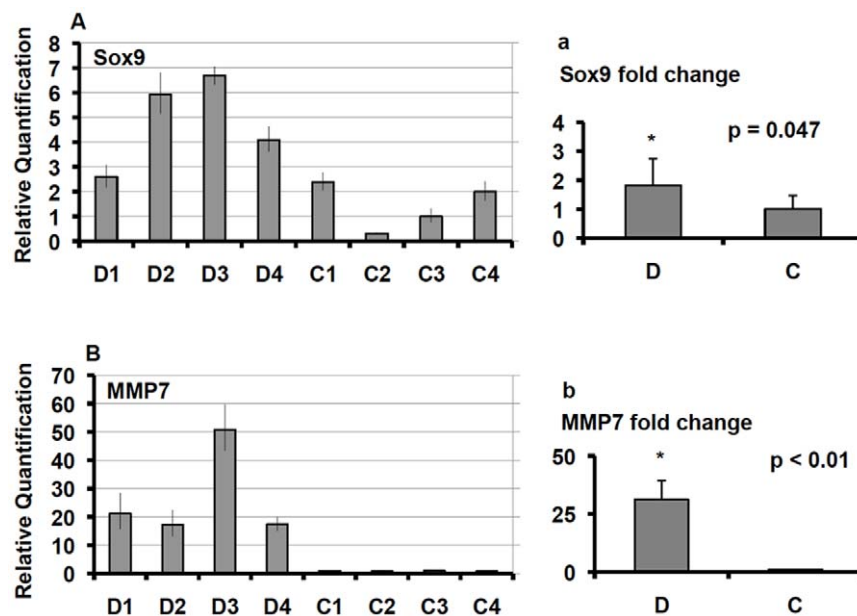 A
Sox9
Relative Quantification
8
7
6
5
4
3
2
1
0
D1 D2 D3 D4 C1 C2 C3 C4
a
Sox9 fold change
4
3
2
1
0
*
p = 0.047
D C
B
MMP7
Relative Quantification
70
60
50
40
30
20
10
0
D1 D2 D3 D4 C1 C2 C3 C4
b
MMP7 fold change
50
25
0
*
p < 0.01
D C